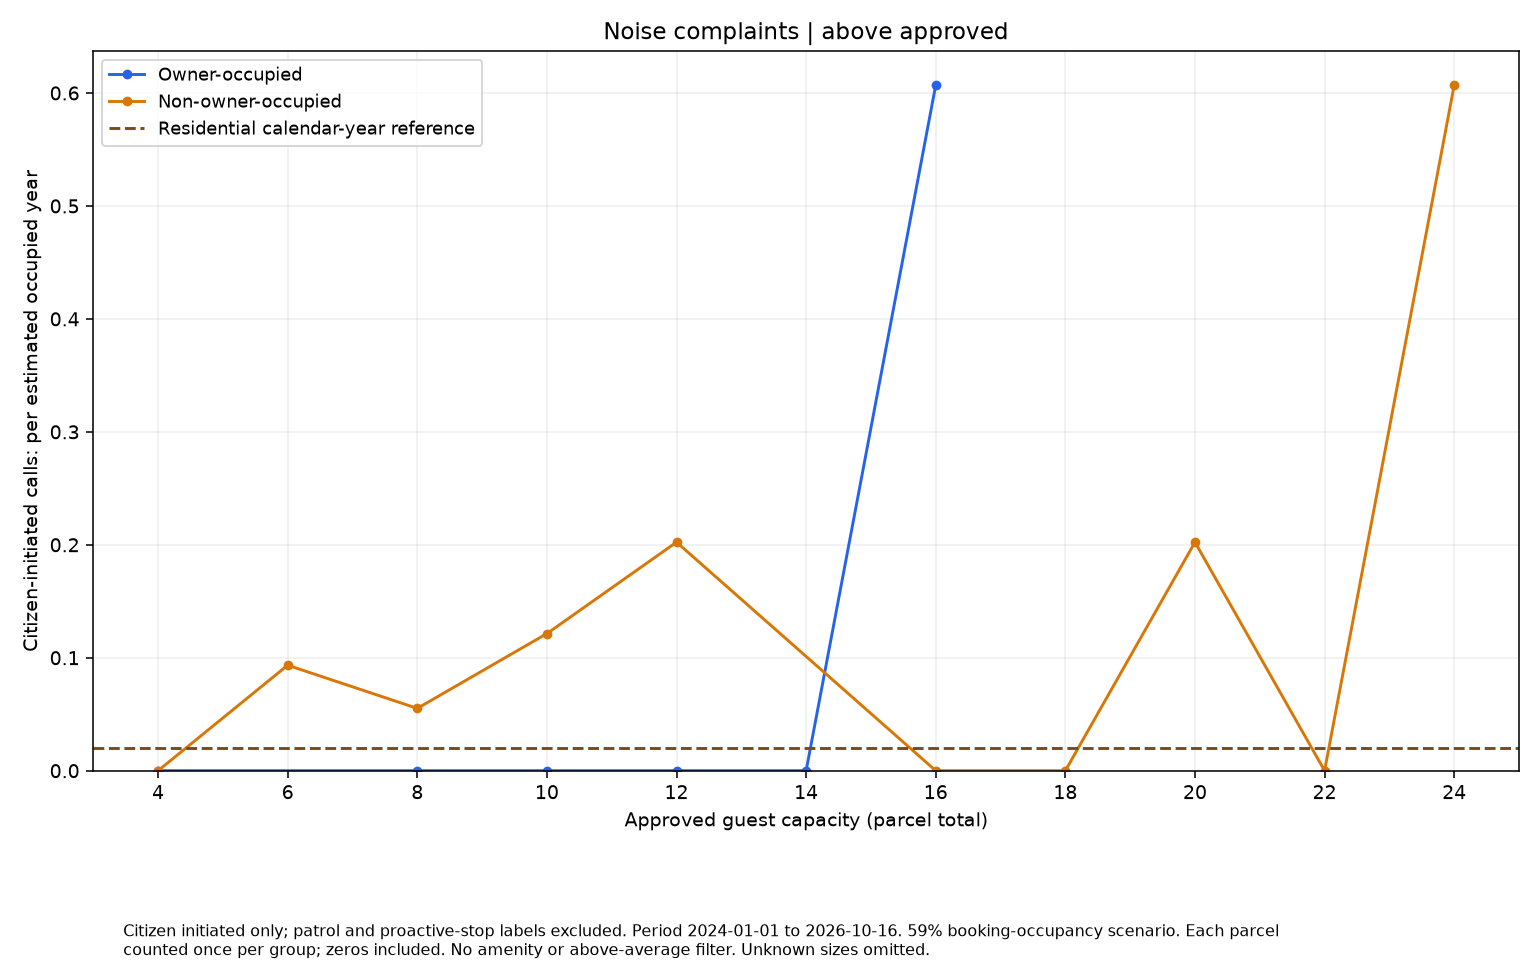 Noise complaints | above approved
Owner-occupied
Non-owner-occupied
Residential calendar-year reference
Citizen-initiated calls: per estimated occupied year
0.6
0.5
0.4
0.3
0.2
0.1
0.0
4 6 8 10 12 14 16 18 20 22 24
Approved guest capacity (parcel total)
Citizen initiated only; patrol and proactive-stop labels excluded. Period 2024-01-01 to 2026-10-16. 59% booking-occupancy scenario. Each parcel
counted once per group; zeros included. No amenity or above-average filter. Unknown sizes omitted.